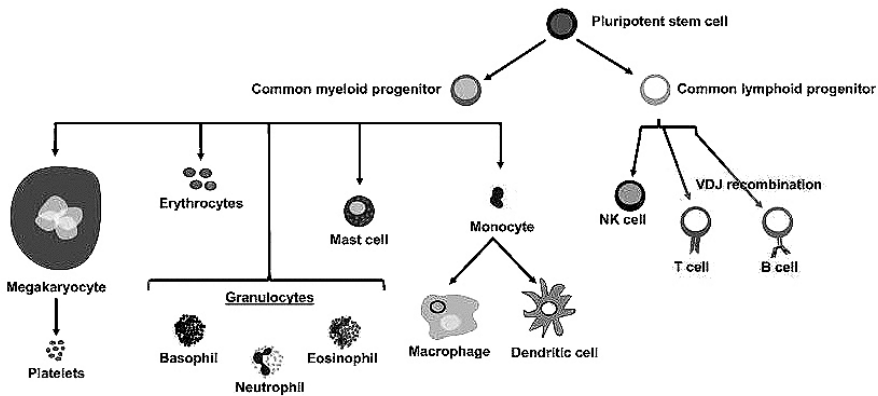 Pluripotent stem cell
Common myeloid progenitor
Common lymphoid progenitor
Erythrocytes
Mast cell
Monocyte
NK cell
VDJ recombination
T cell
B cell
Megakaryocyte
Granulocytes
Platelets
Basophil
Neutrophil
Eosinophil
Macrophage
Dendritic cell